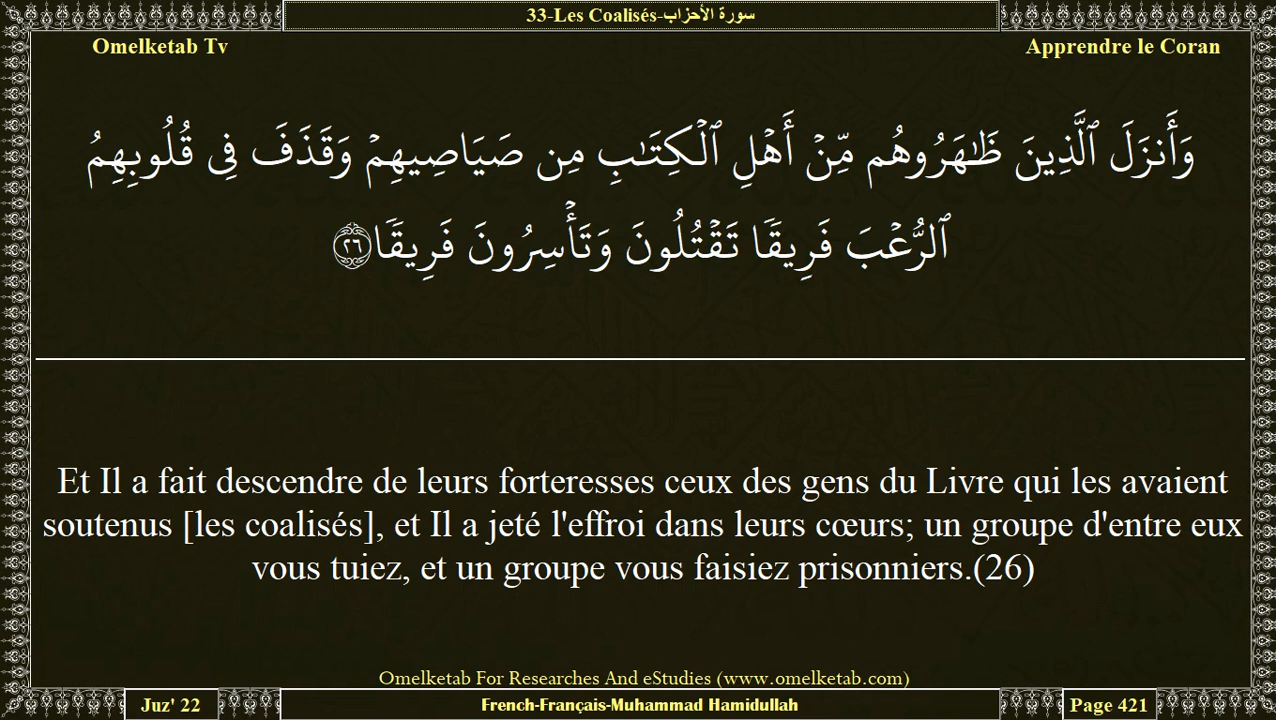 33-Les Coalisés-سورة الأحزاب
Omelketab Tv
Apprendre le Coran
وَأَنزَلَ ٱلَّذِينَ ظَـٰهَرُوهُم مِّنۡ أَهۡلِ ٱلۡكِتَـٰبِ مِن صَيَاصِيهِمۡ وَقَذَفَ فِى قُلُوبِهِمُ
ٱلرُّعۡبَ فَرِيقٗا تَقۡتُلُونَ وَتَأۡسِرُونَ فَرِيقٗا ٢٦
Et Il a fait descendre de leurs forteresses ceux des gens du Livre qui les avaient
soutenus [les coalisés], et Il a jeté l'effroi dans leurs cœurs; un groupe d'entre eux
vous tuiez, et un groupe vous faisiez prisonniers.(26)
Omelketab For Researches And eStudies (www.omelketab.com)
Juz' 22
French-Français-Muhammad Hamidullah
Page 421